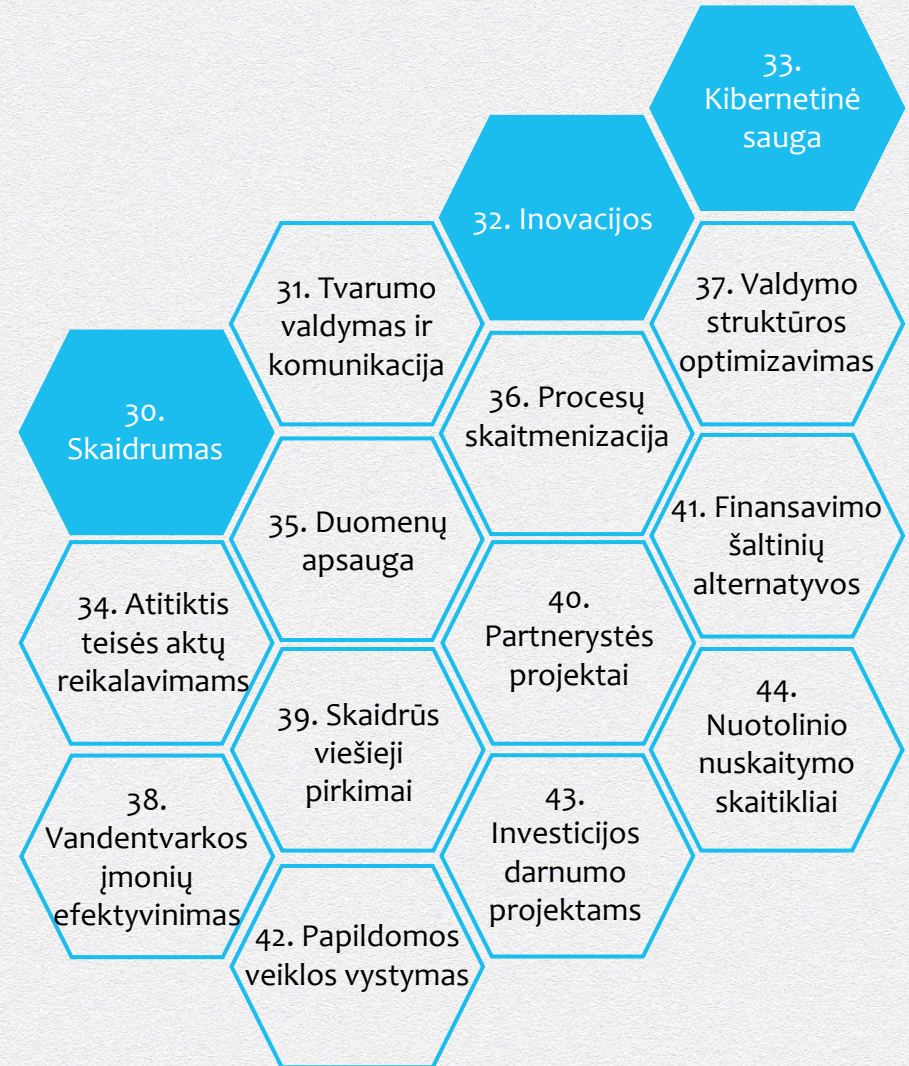 30.
Skaidrumas
31. Tvarumo
valdymas ir
komunikacija
32. Inovacijos
33.
Kibernetinė
sauga
34. Atitiktis
teisės aktų
reikalavimams
35. Duomenų
apsauga
36. Procesų
skaitmenizacija
37. Valdymo
struktūros
optimizavimas
38.
Vandentvarkos
įmonių
efektyvinimas
39. Skaidrūs
viešieji
pirkimai
40.
Partnerystės
projektai
41. Finansavimo
šaltinių
alternatyvos
42. Papildomos
veiklos vystymas
43.
Investicijos
darnumo
projektams
44.
Nuotolinio
nuskaitymo
skaitikliai